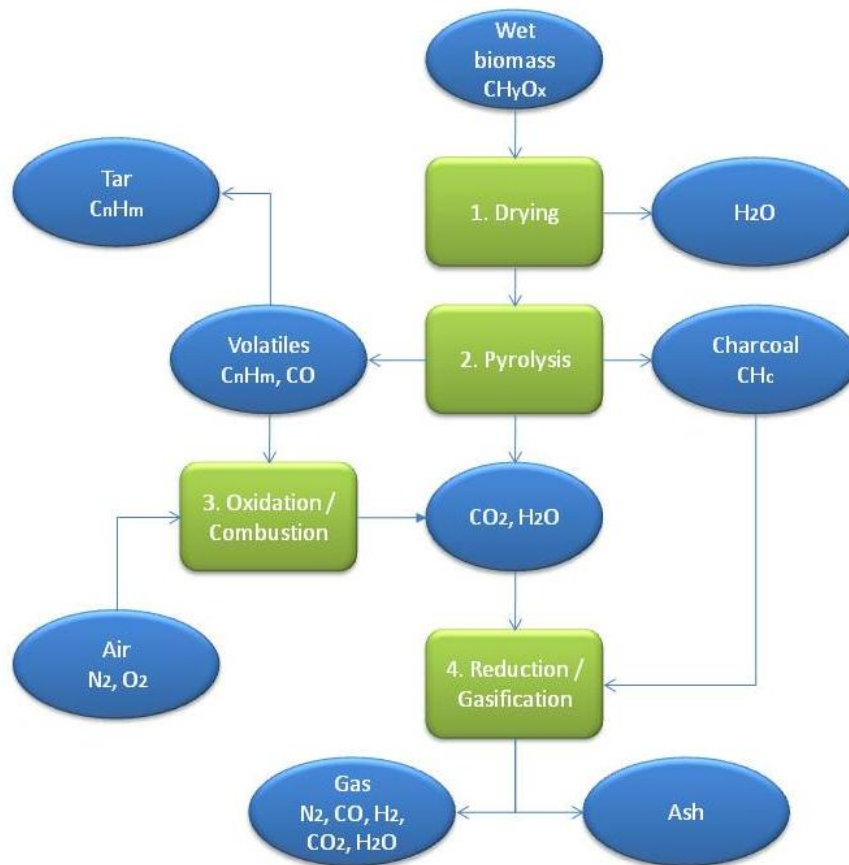 Wet
biomass
CHyOx
Tar
CnHm
1. Drying
H2O
Volatiles
CnHm, CO
2. Pyrolysis
Charcoal
CHc
3. Oxidation /
Combustion
CO2, H2O
Air
N2, O2
4. Reduction /
Gasification
Gas
N2, CO, H2,
CO2, H2O
Ash